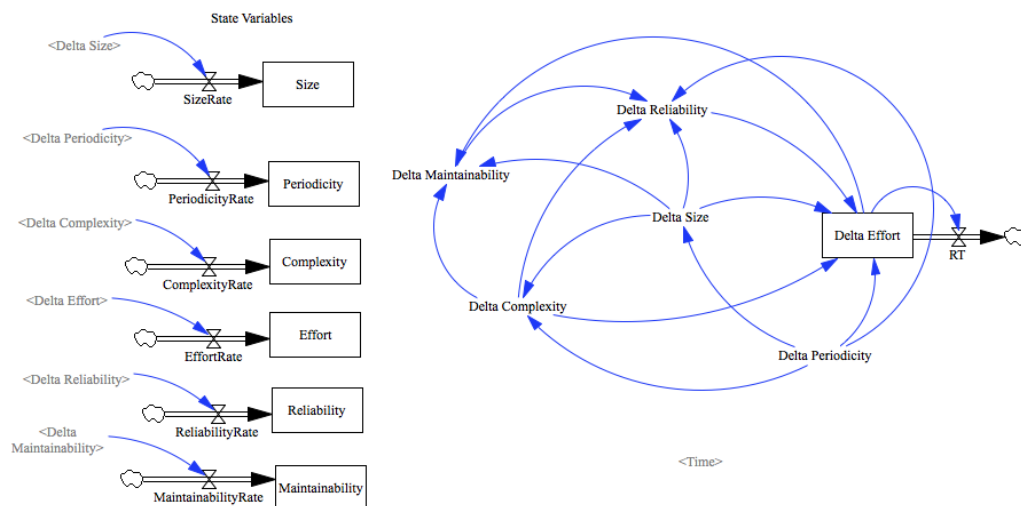 State Variables
<Delta Size>
Size
SizeRate
<Delta Periodicity>
Periodicity
PeriodicityRate
<Delta Complexity>
Complexity
ComplexityRate
<Delta Effort>
Effort
EffortRate
<Delta Reliability>
Reliability
ReliabilityRate
<Delta
Maintainability>
Maintainability
MaintainabilityRate
Delta Reliability
Delta Maintainability
Delta Size
Delta Effort
RT
Delta Complexity
Delta Periodicity
<Time>